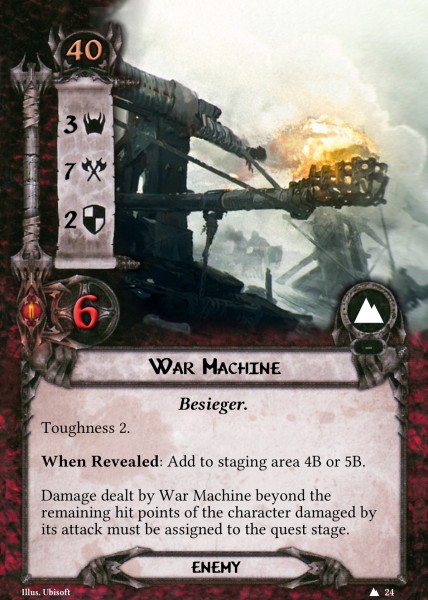 40
3
7
2
6
War Machine
Besieger.
Toughness 2.
When Revealed: Add to staging area 4B or 5B.
Damage dealt by War Machine beyond the
remaining hit points of the character damaged by
its attack must be assigned to the quest stage.
ENEMY
Illus. Ubisoft
24